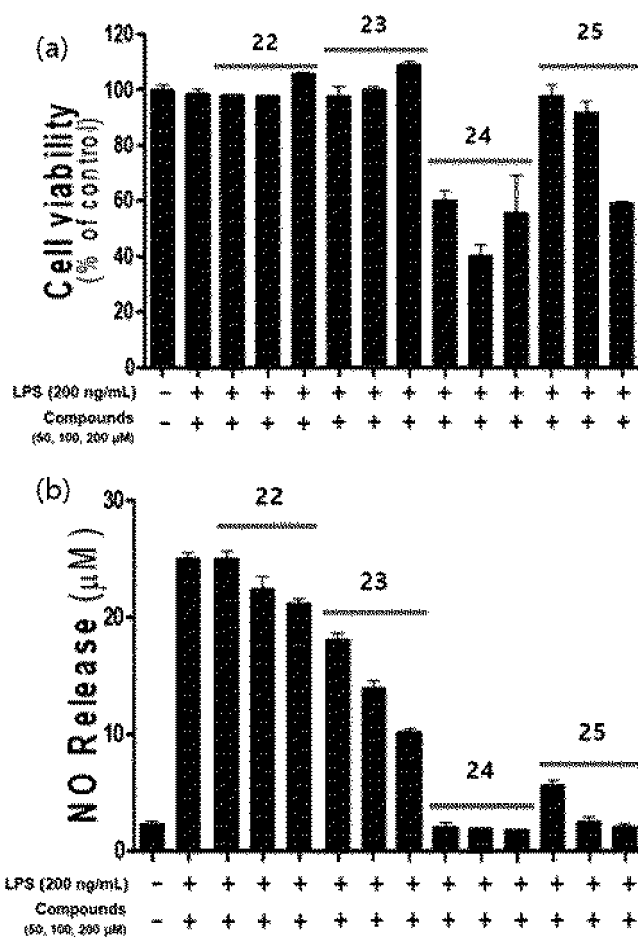 (a)
22
23
24
25
Cell viability
(% of control)
120
100
80
60
40
20
0
LPS (200 ng/mL) - + + + + + + + + + + + + +
Compounds - + + + + + + + + + + + + +
(50, 100, 200 μM)
(b)
22
23
24
25
NO Release (μM)
30
20
10
0
LPS (200 ng/mL) - + + + + + + + + + + + + +
Compounds - + + + + + + + + + + + + +
(50, 100, 200 μM)